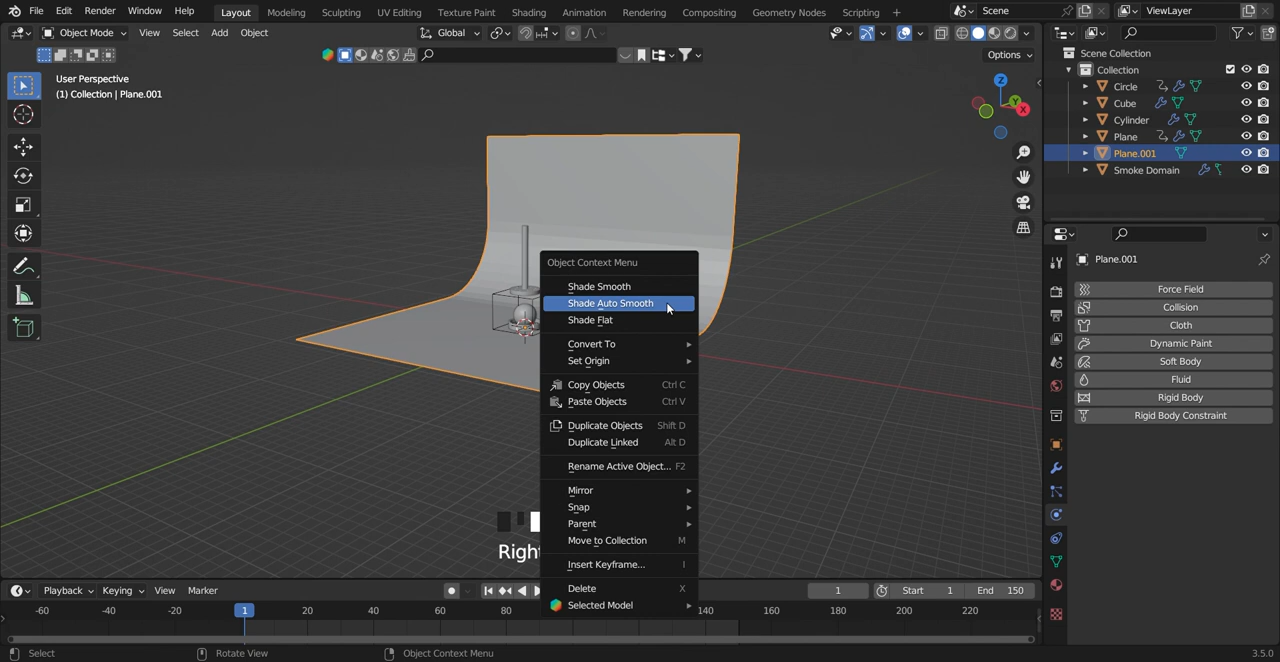 File Edit Render Window Help Layout Modeling Sculpting UV Editing Texture Paint Shading Animation Rendering Compositing Geometry Nodes Scripting + Scene ViewLayer
Object Mode View Select Add Object Global
Options
User Perspective
(1) Collection | Plane.001
Z
Y
X
Scene Collection
Collection
Circle
Cube
Cylinder
Plane
Plane.001
Smoke Domain
Plane.001
Force Field
Collision
Cloth
Dynamic Paint
Soft Body
Fluid
Rigid Body
Rigid Body Constraint
Object Context Menu
Shade Smooth
Shade Auto Smooth
Shade Flat
Convert To
Set Origin
Copy Objects Ctrl C
Paste Objects Ctrl V
Duplicate Objects Shift D
Duplicate Linked Alt D
Rename Active Object... F2
Mirror
Snap
Parent
Move to Collection M
Insert Keyframe... I
Delete X
Selected Model
Right
Playback Keying View Marker 1 Start 1 End 150
-60 -40 -20 1 20 40 60 80 140 160 180 200 220
Select Rotate View Object Context Menu 3.5.0